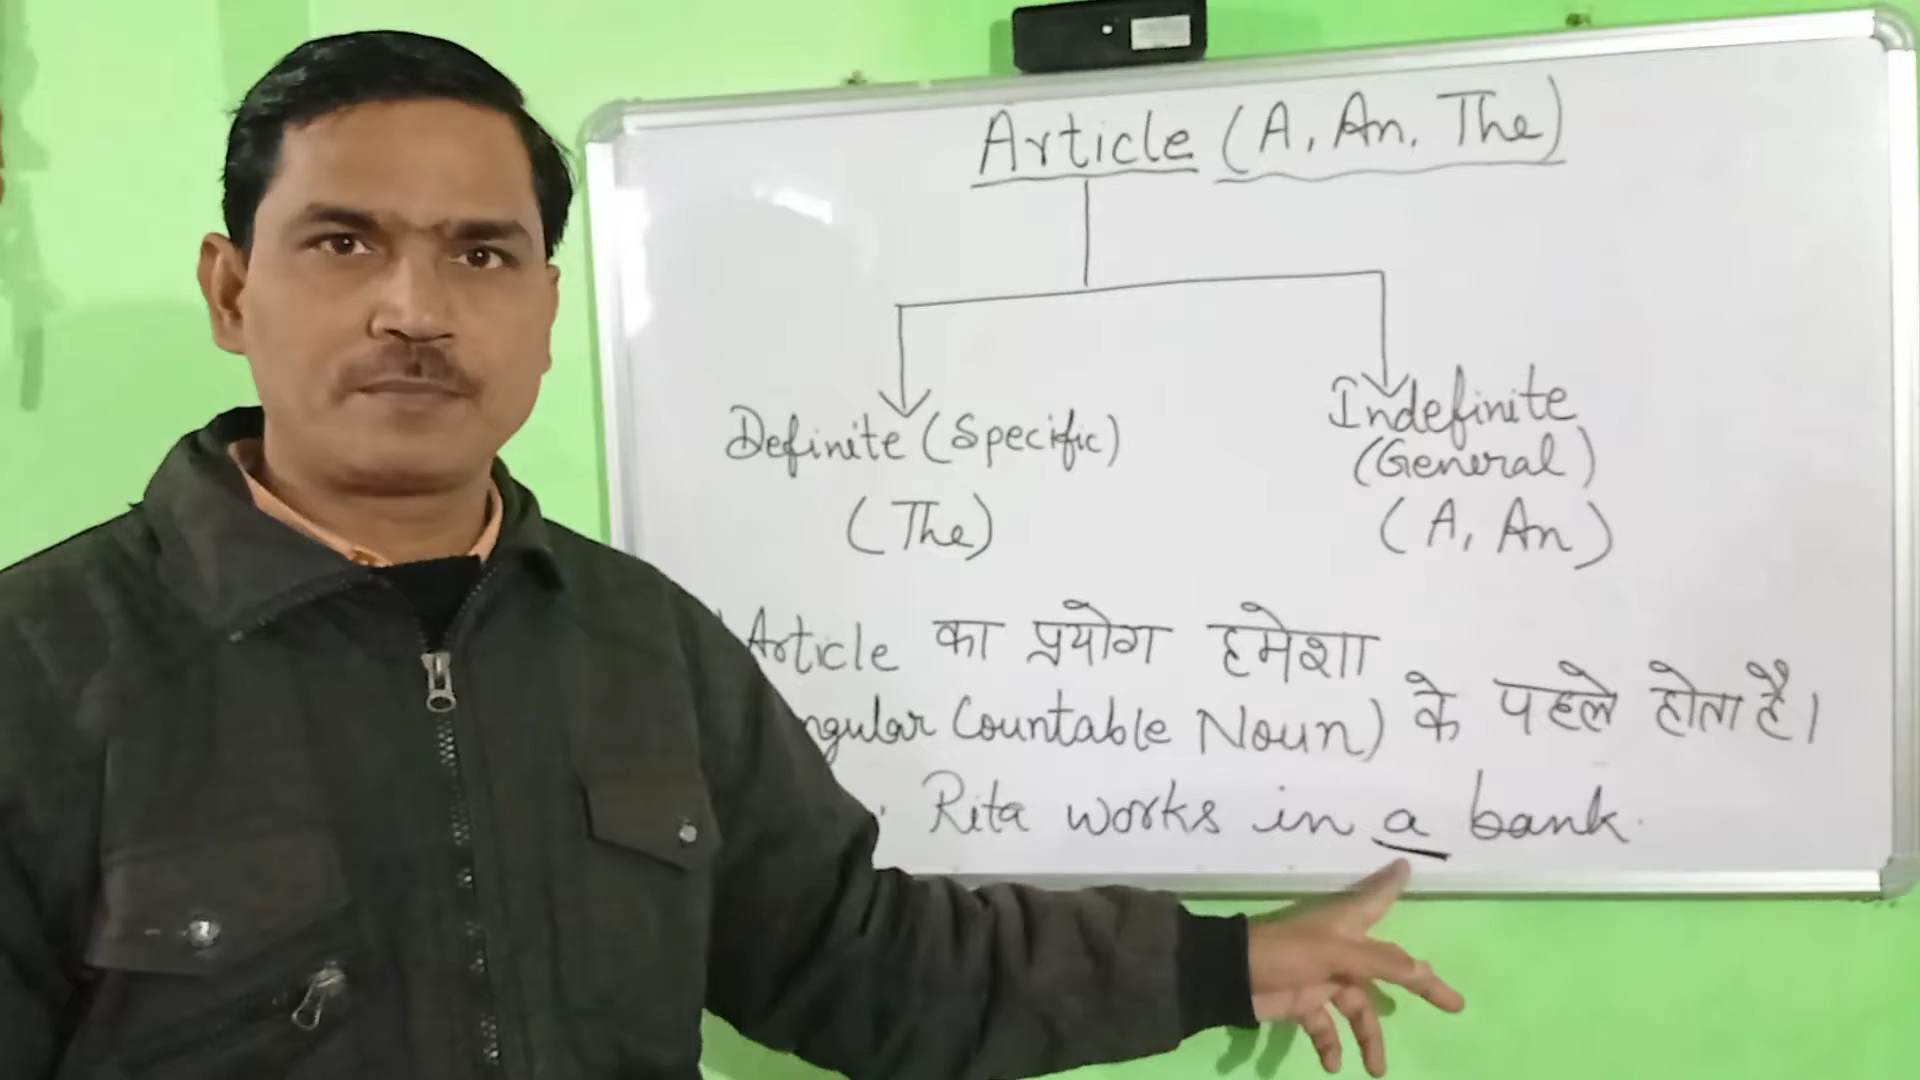 Article (A, An, The)
Definite (Specific)
(The)
Indefinite
(General)
(A, An)
Article का प्रयोग हमेशा
ngular Countable Noun) के पहले होता है।
Rita works in a bank.